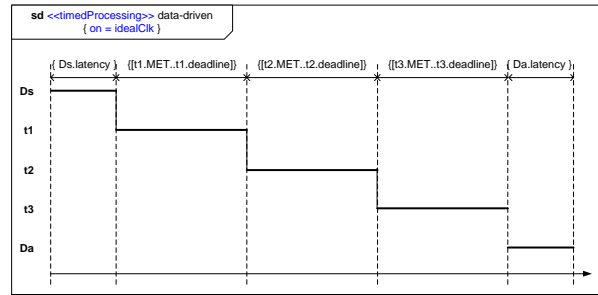 sd <<timedProcessing>> data-driven
{ on = idealClk }
{ Ds.latency } {[t1.MET..t1.deadline]} {[t2.MET..t2.deadline]} {[t3.MET..t3.deadline]} { Da.latency }
Ds
t1
t2
t3
Da